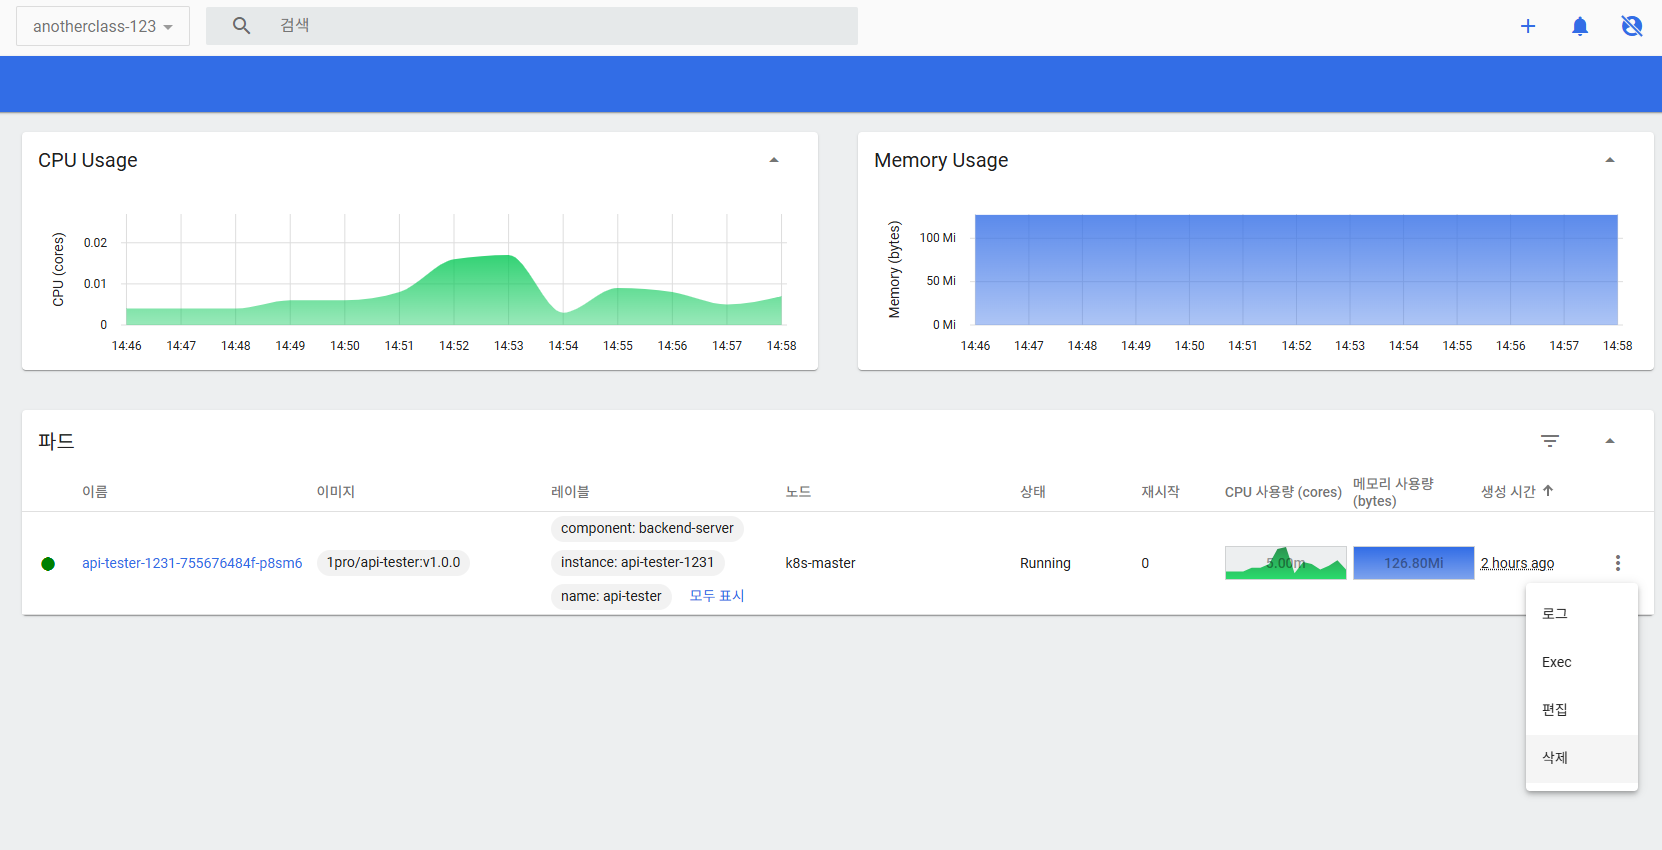 anotherclass-123
검색
CPU Usage
CPU (cores)
0.02
0.01
0
14:46 14:47 14:48 14:49 14:50 14:51 14:52 14:53 14:54 14:55 14:56 14:57 14:58
Memory Usage
Memory (bytes)
100 Mi
50 Mi
0 Mi
14:46 14:47 14:48 14:49 14:50 14:51 14:52 14:53 14:54 14:55 14:56 14:57 14:58
파드
이름 이미지 레이블 노드 상태 재시작 CPU 사용량 (cores) 메모리 사용량 (bytes) 생성 시간
component: backend-server
api-tester-1231-755676484f-p8sm6 1pro/api-tester:v1.0.0 instance: api-tester-1231 k8s-master Running 0 5.00m 126.80Mi 2 hours ago
name: api-tester 모두 표시
로그
Exec
편집
삭제